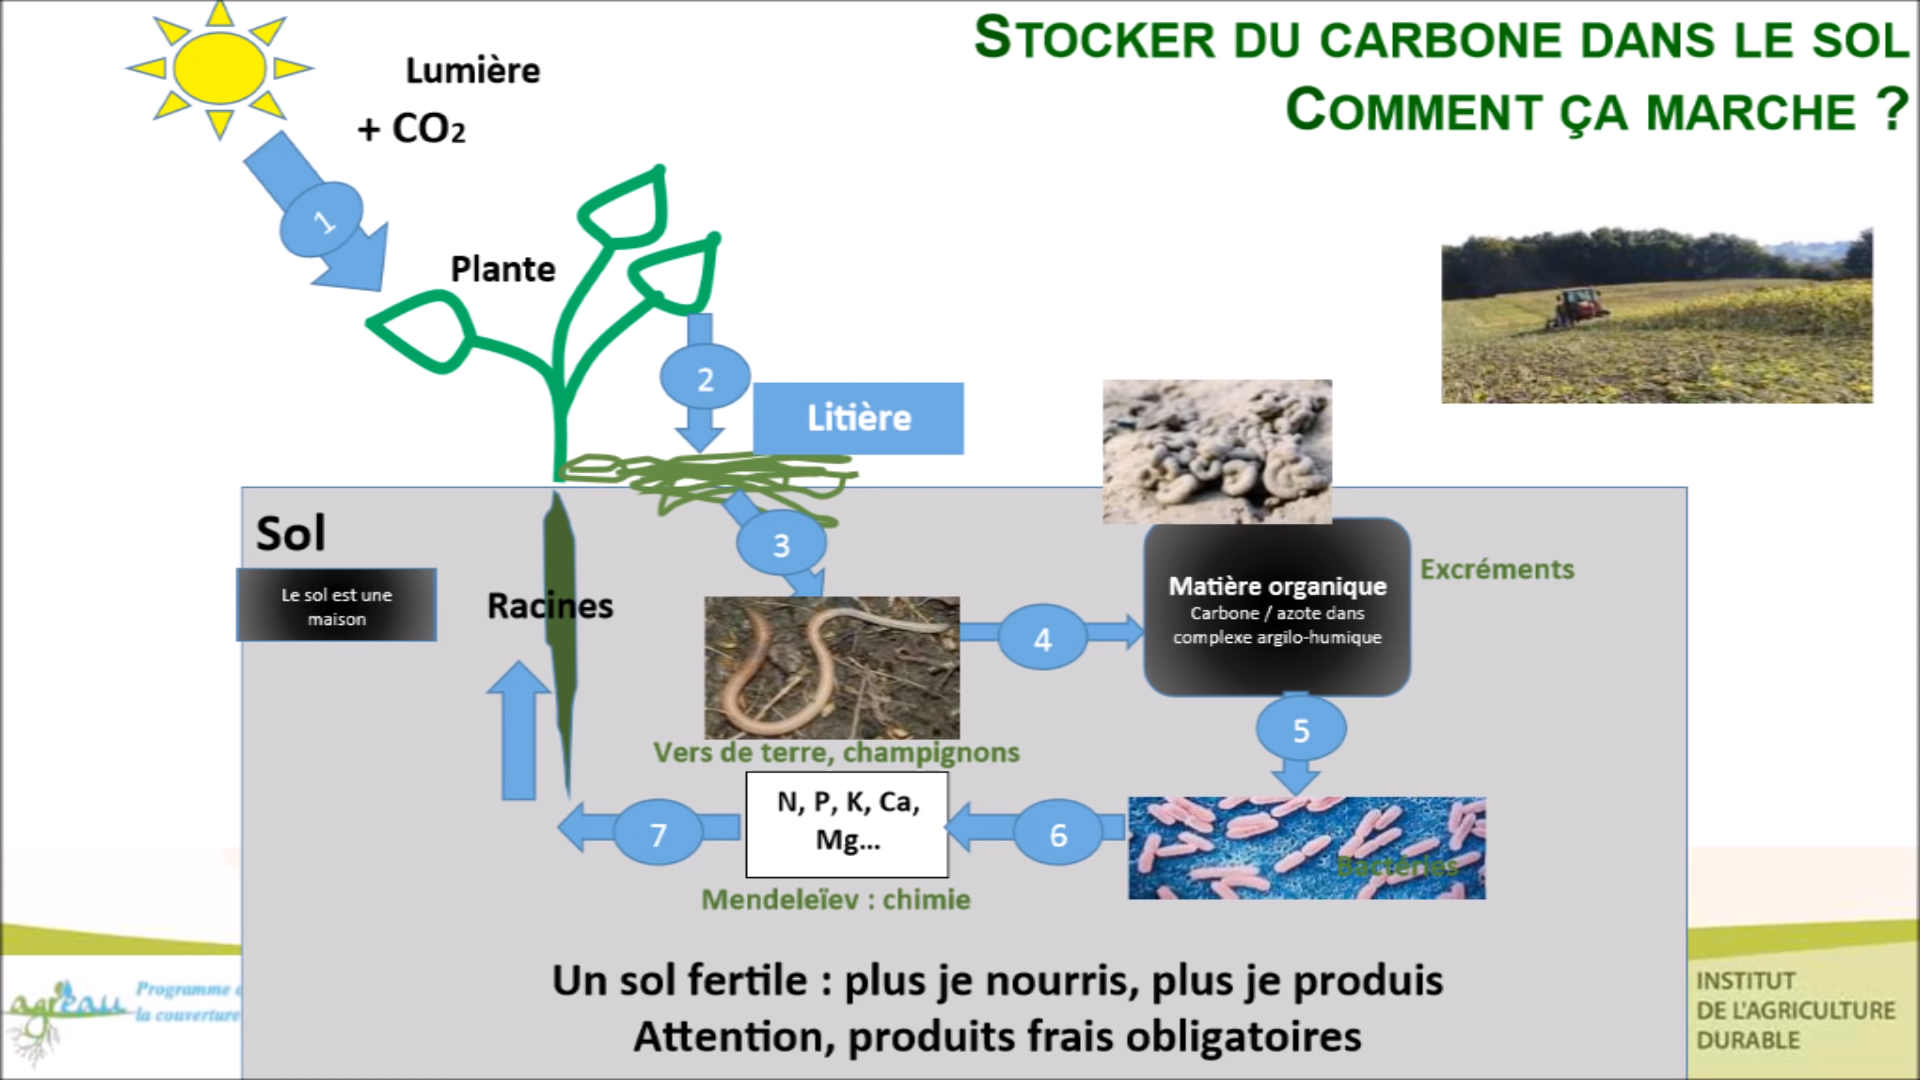 STOCKER DU CARBONE DANS LE SOL
COMMENT ÇA MARCHE ?
Lumière
+ CO2
1
Plante
2
Litière
Sol
Le sol est une
maison
Racines
3
4
Matière organique
Carbone / azote dans
complexe argilo-humique
Excréments
5
Vers de terre, champignons
N, P, K, Ca,
Mg...
7
6
Bactéries
Mendeleïev : chimie
Un sol fertile : plus je nourris, plus je produis
Attention, produits frais obligatoires
agreau
Programme
la couverture
INSTITUT
DE L'AGRICULTURE
DURABLE